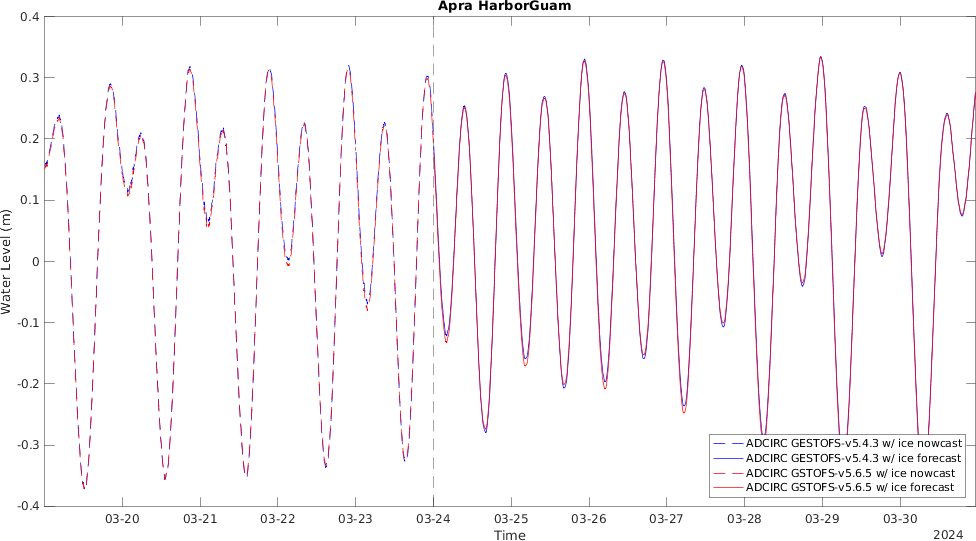 Apra HarborGuam
0.4
0.3
0.2
0.1
0
-0.1
-0.2
-0.3
-0.4
Water Level (m)
ADCIRC GESTOFS-v5.4.3 w/ ice nowcast
ADCIRC GESTOFS-v5.4.3 w/ ice forecast
ADCIRC GSTOFS-v5.6.5 w/ ice nowcast
ADCIRC GSTOFS-v5.6.5 w/ ice forecast
03-20 03-21 03-22 03-23 03-24 03-25 03-26 03-27 03-28 03-29 03-30
Time
2024